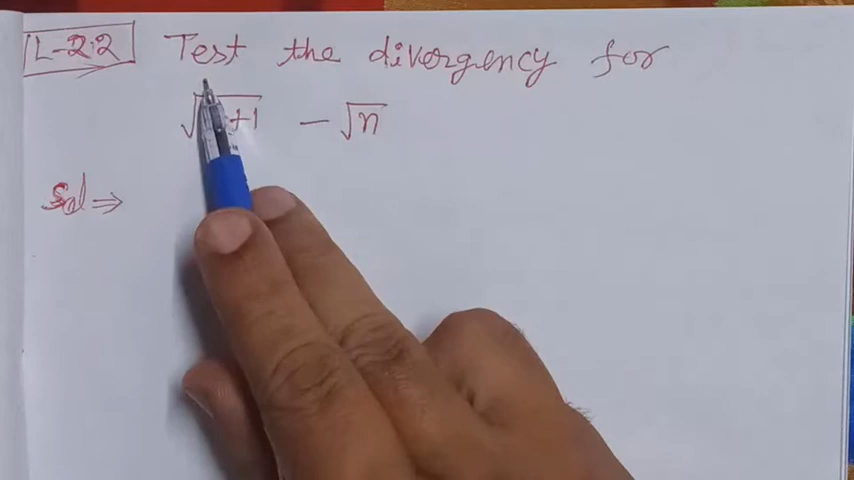 L-2.2 Test the divergency for
√ +1 - √n
Sol ⇒